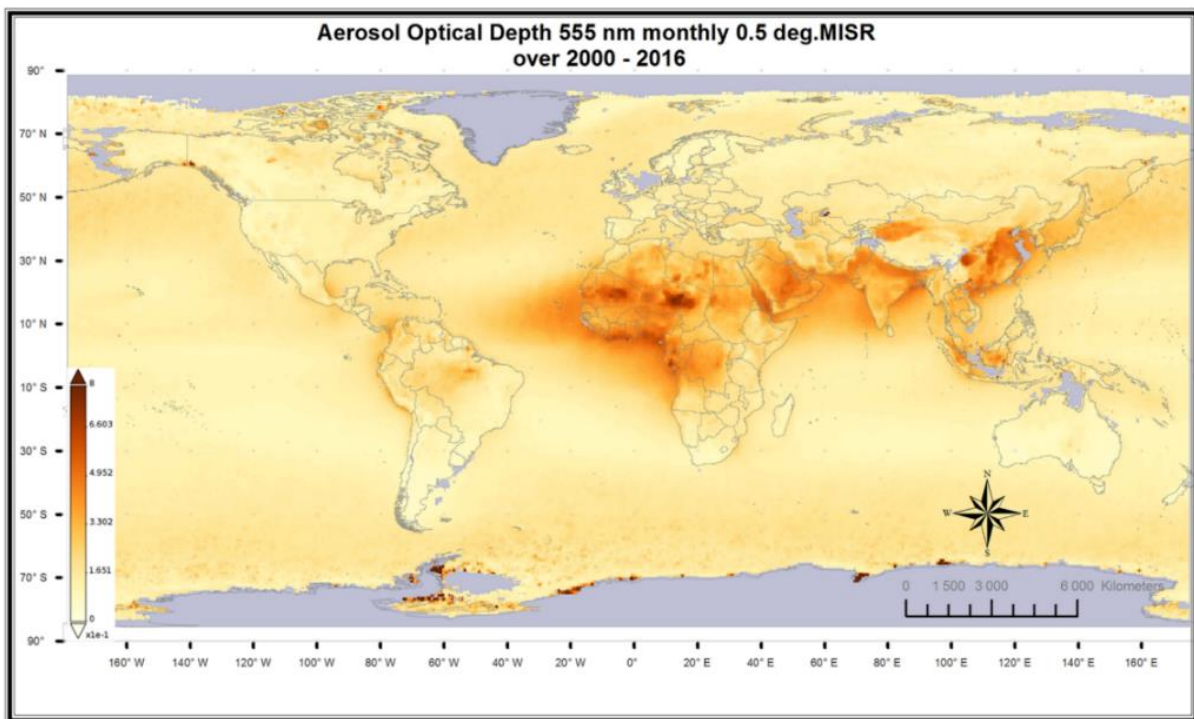 Aerosol Optical Depth 555 nm monthly 0.5 deg.MISR
over 2000 - 2016
90°
70° N
50° N
30° N
10° N
10° S
30° S
50° S
70° S
90°
8
6.603
4.952
3.302
1.651
0
x1e-1
N
W E
S
0 1 500 3 000 6 000 Kilometers
160° W 140° W 120° W 100° W 80° W 60° W 40° W 20° W 0° 20° E 40° E 60° E 80° E 100° E 120° E 140° E 160° E